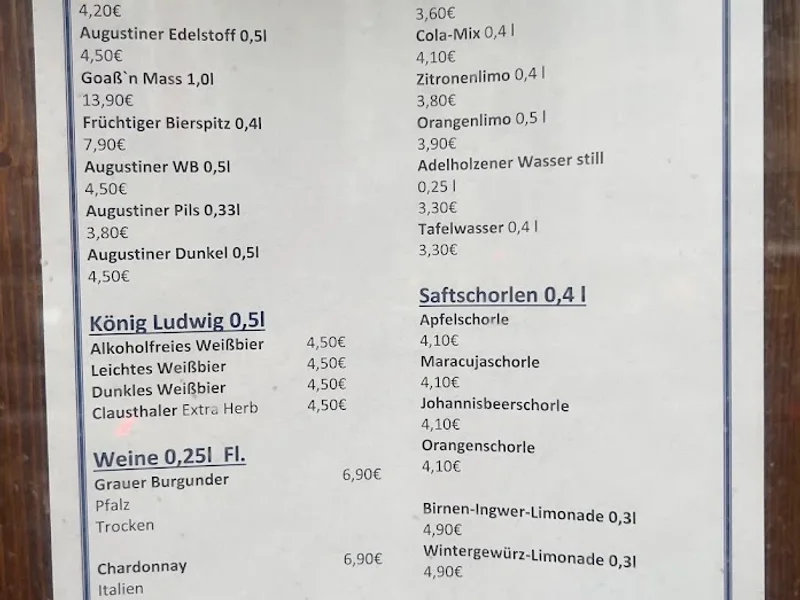 4,20€
Augustiner Edelstoff 0,5l
4,50€
Goaß`n Mass 1,0l
13,90€
Früchtiger Bierspitz 0,4l
7,90€
Augustiner WB 0,5l
4,50€
Augustiner Pils 0,33l
3,80€
Augustiner Dunkel 0,5l
4,50€
König Ludwig 0,5l
Alkoholfreies Weißbier 4,50€
Leichtes Weißbier 4,50€
Dunkles Weißbier 4,50€
Clausthaler Extra Herb 4,50€
Weine 0,25l Fl.
Grauer Burgunder 6,90€
Pfalz
Trocken
Chardonnay 6,90€
Italien
3,60€
Cola-Mix 0,4 l
4,10€
Zitronenlimo 0,4 l
3,80€
Orangenlimo 0,5 l
3,90€
Adelholzener Wasser still
0,25 l
3,30€
Tafelwasser 0,4 l
3,30€
Saftschorlen 0,4 l
Apfelschorle
4,10€
Maracujaschorle
4,10€
Johannisbeerschorle
4,10€
Orangenschorle
4,10€
Birnen-Ingwer-Limonade 0,3l
4,90€
Wintergewürz-Limonade 0,3l
4,90€